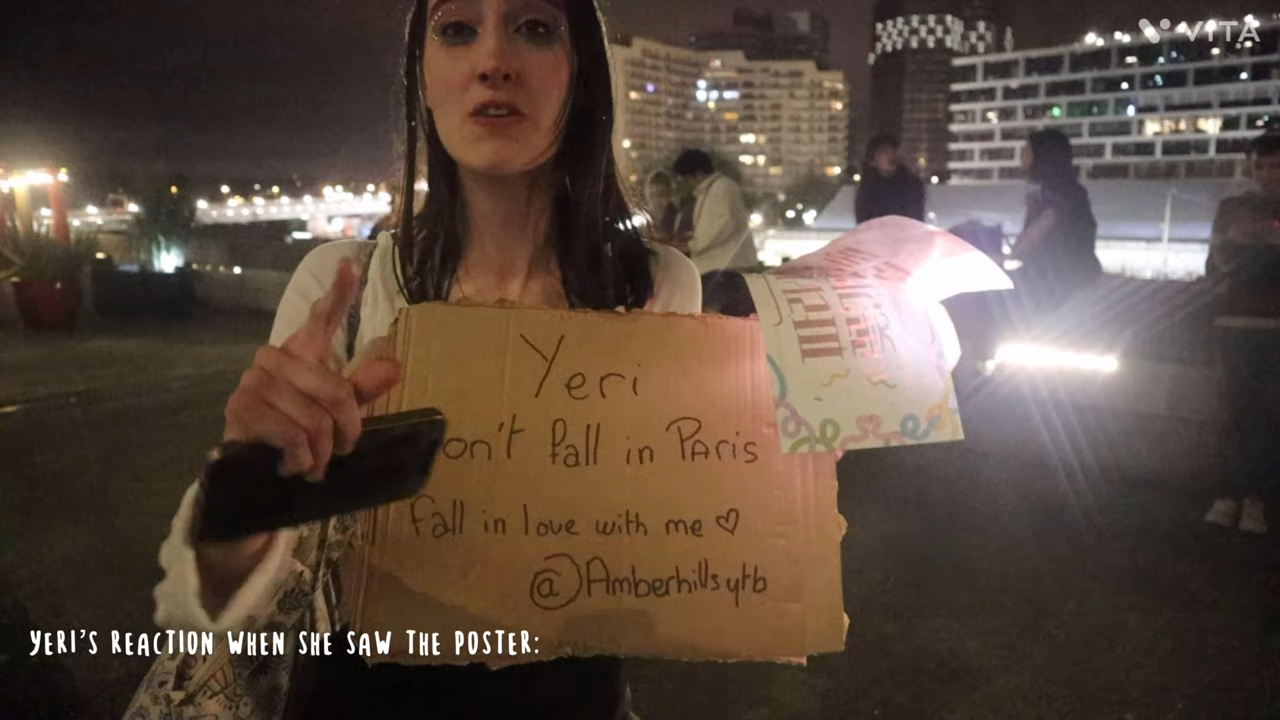 VITA
Yeri
on't fall in Paris
Fall in love with me ♡
@Amberhillsytb
YERI'S REACTION WHEN SHE SAW THE POSTER: